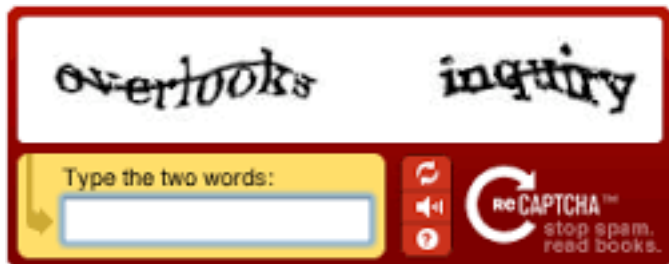 overlooks inquiry
Type the two words:
ReCAPTCHA™
stop spam.
read books.
?